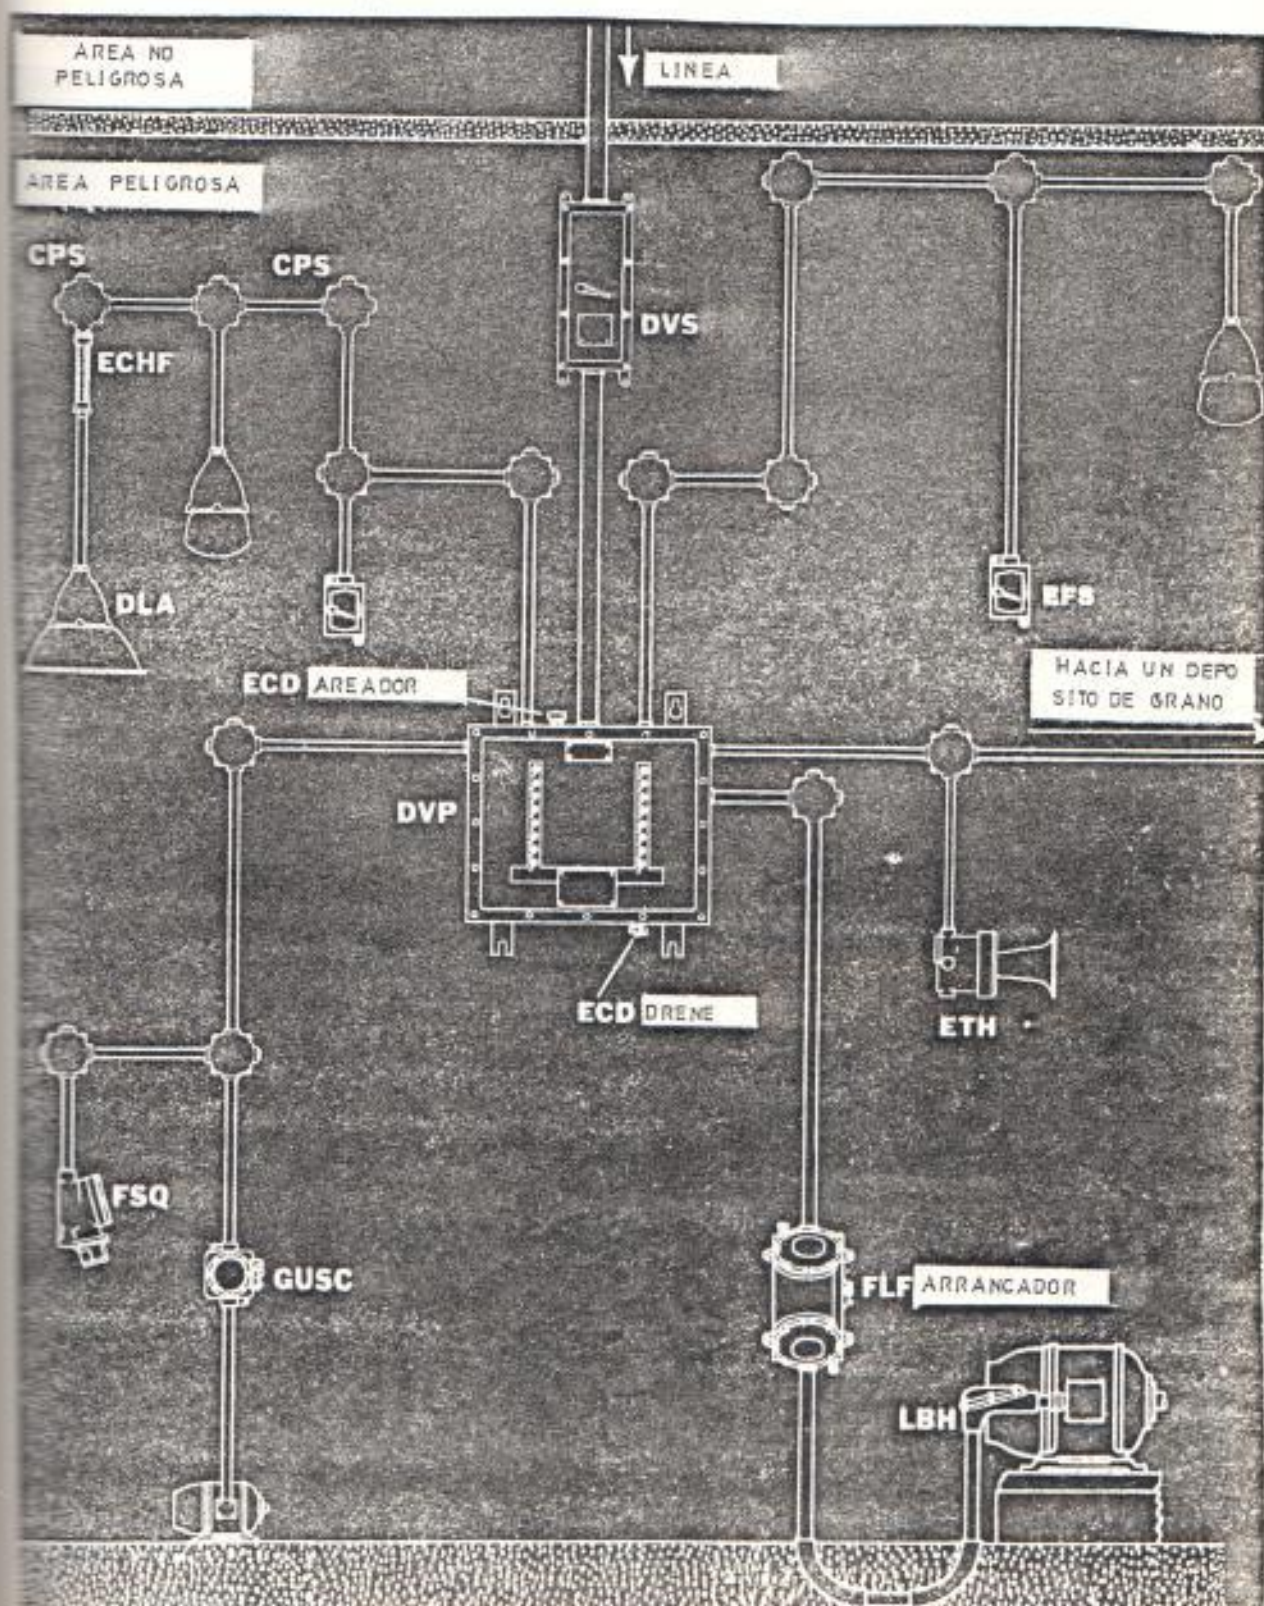 AREA NO
PELIGROSA
LINEA
AREA PELIGROSA
CPS
CPS
DVS
ECHF
DLA
EFS
ECD AREADOR
HACIA UN DEPO
SITO DE GRANO
DVP
ECD DRENE
ETH
FSQ
GUSC
FLF ARRANCADOR
LBH